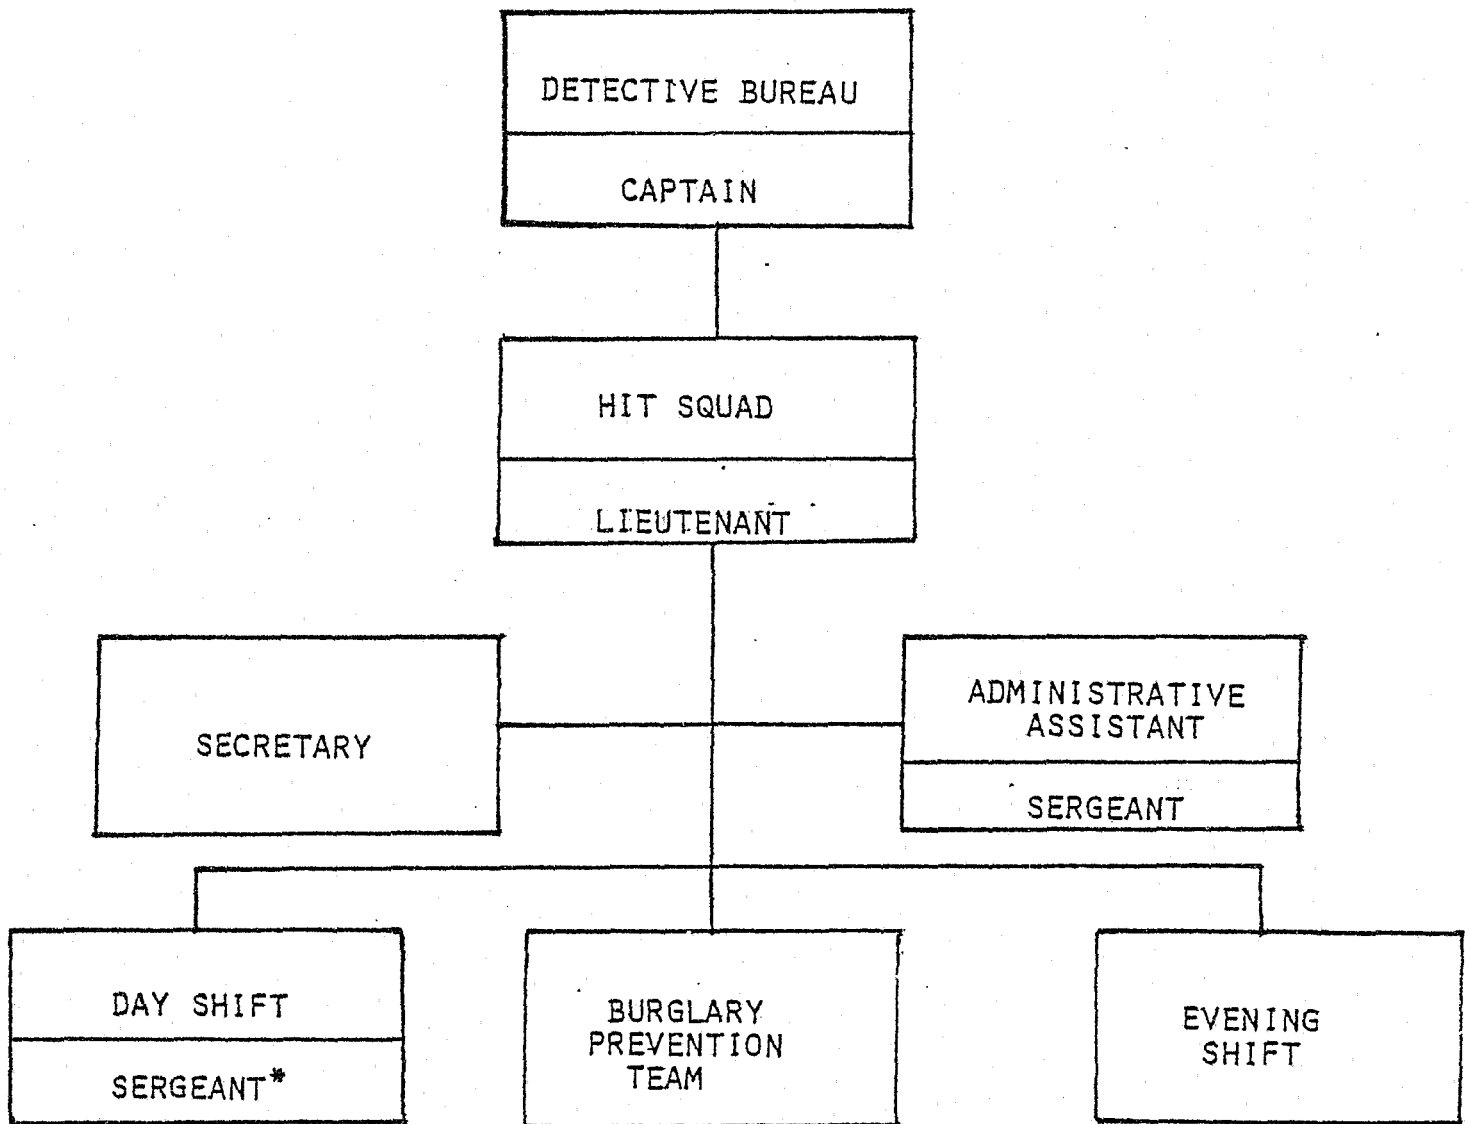 DETECTIVE BUREAU
CAPTAIN
HIT SQUAD
LIEUTENANT
SECRETARY
ADMINISTRATIVE
ASSISTANT
SERGEANT
DAY SHIFT
SERGEANT*
BURGLARY
PREVENTION
TEAM
EVENING
SHIFT